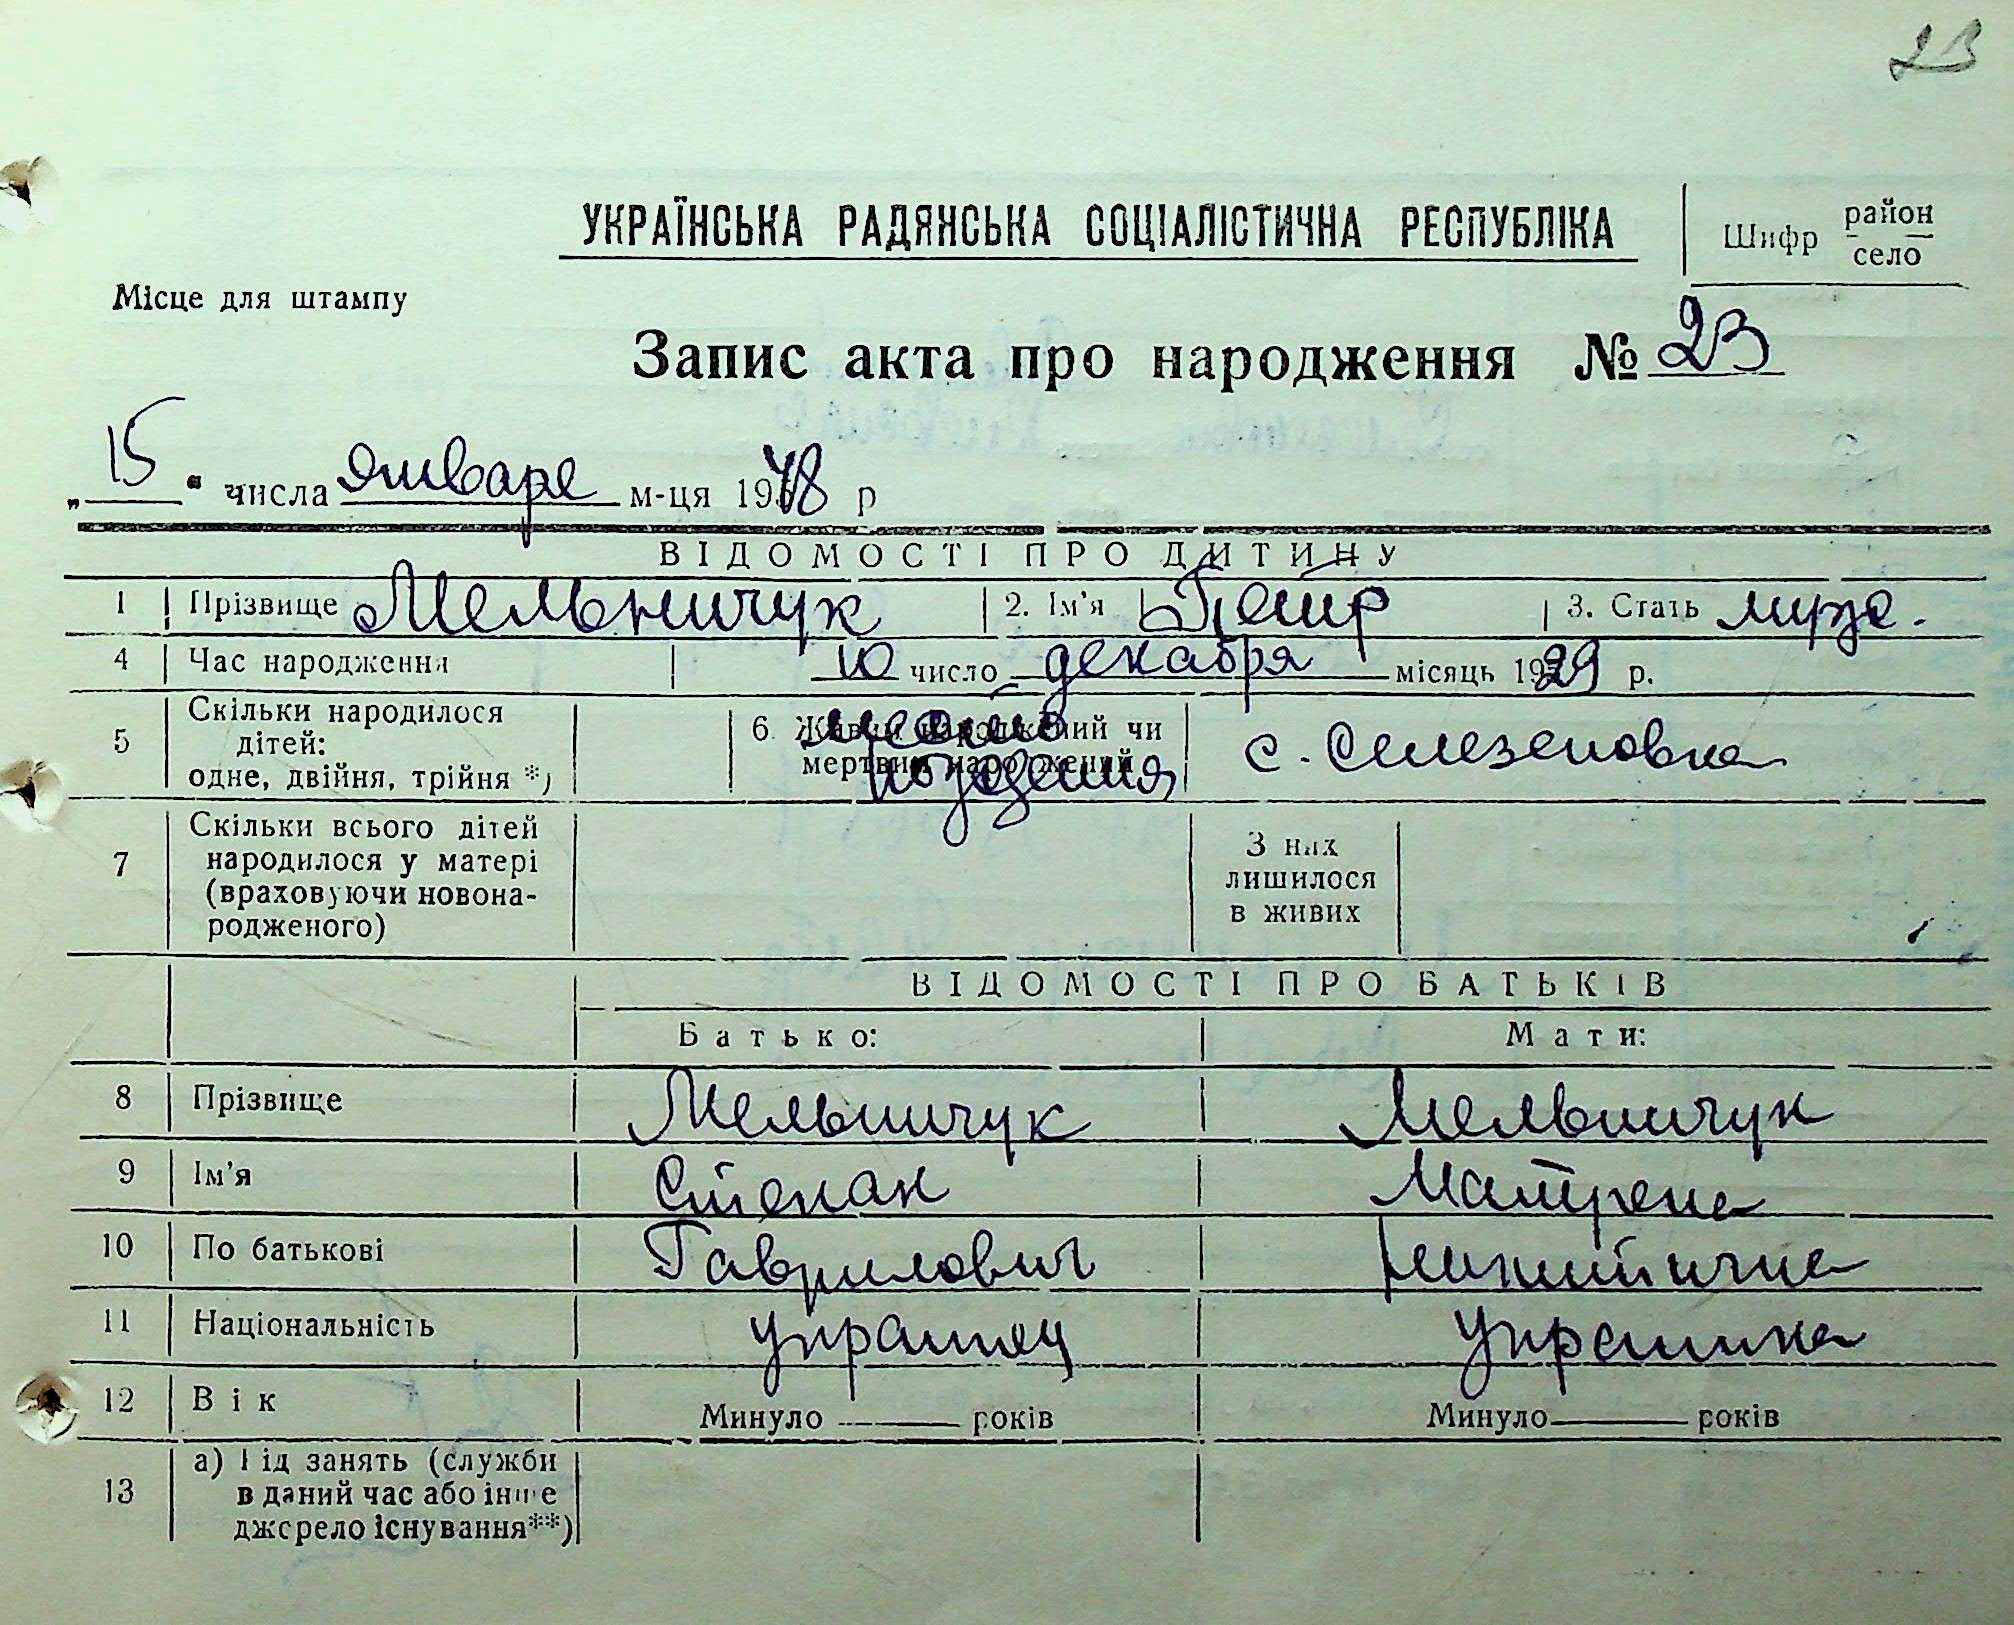 23
УКРАЇНСЬКА РАДЯНСЬКА СОЦІАЛІСТИЧНА РЕСПУБЛІКА
Шифр район
село
Місце для штампу
Запис акта про народження № 23
„15" числа января м-ця 1948 р
ВІДОМОСТІ ПРО ДИТИНУ
1 Прізвище Мельничук 2. Ім'я Петр 3. Стать муж.
4 Час народження 10 число декабря місяць 1929 р.
5 Скільки народилося дітей: одне, двійня, трійня *) 6. Живий народжений чи мертвий народжений место рождения с. Селезеновка
7 Скільки всього дітей народилося у матері (враховуючи новонародженого) З них лишилося в живих
ВІДОМОСТІ ПРО БАТЬКІВ
Батько: Мати:
8 Прізвище Мельничук Мельничук
9 Ім'я Степан Матрена
10 По батькові Гаврилович Никитична
11 Національність украинец украинка
12 Вік Минуло — років Минуло — років
13 а) Рід занять (служби в даний час або інше джерело існування**)